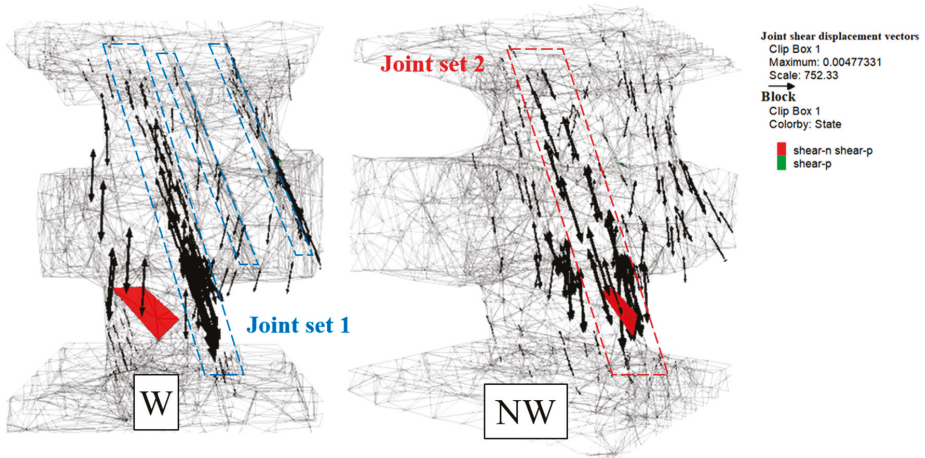 Joint set 2
Joint set 1
W
NW
Joint shear displacement vectors
Clip Box 1
Maximum: 0.00477331
Scale: 752.33
Block
Clip Box 1
Colorby: State
shear-n shear-p
shear-p